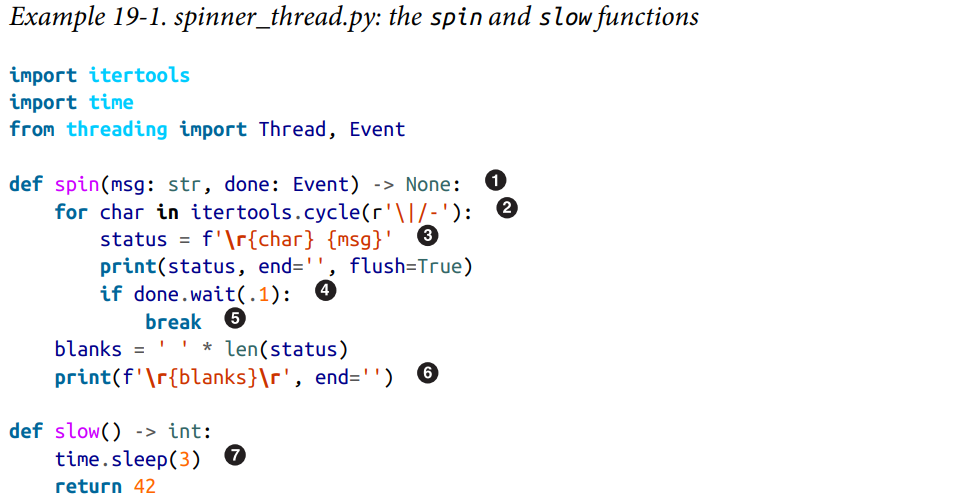 Example 19-1. spinner_thread.py: the spin and slow functions
import itertools
import time
from threading import Thread, Event
def spin(msg: str, done: Event) -> None: ❶
    for char in itertools.cycle(r'\|/-'): ❷
        status = f'\r{char} {msg}' ❸
        print(status, end='', flush=True)
        if done.wait(.1): ❹
            break ❺
    blanks = ' ' * len(status)
    print(f'\r{blanks}\r', end='') ❻
def slow() -> int:
    time.sleep(3) ❼
    return 42